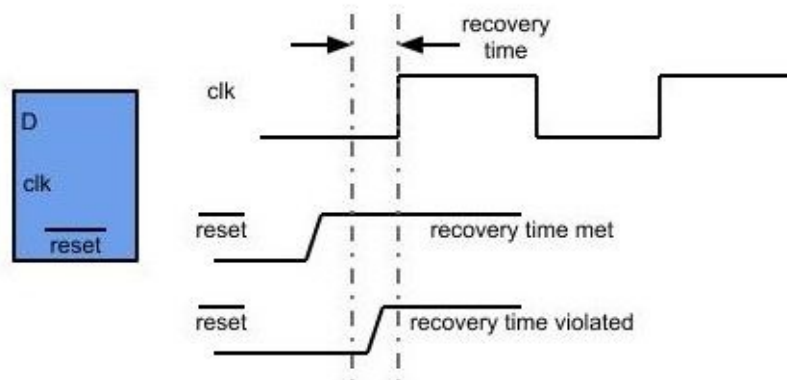 recovery
time
clk
D
clk
reset
reset
recovery time met
reset
recovery time violated